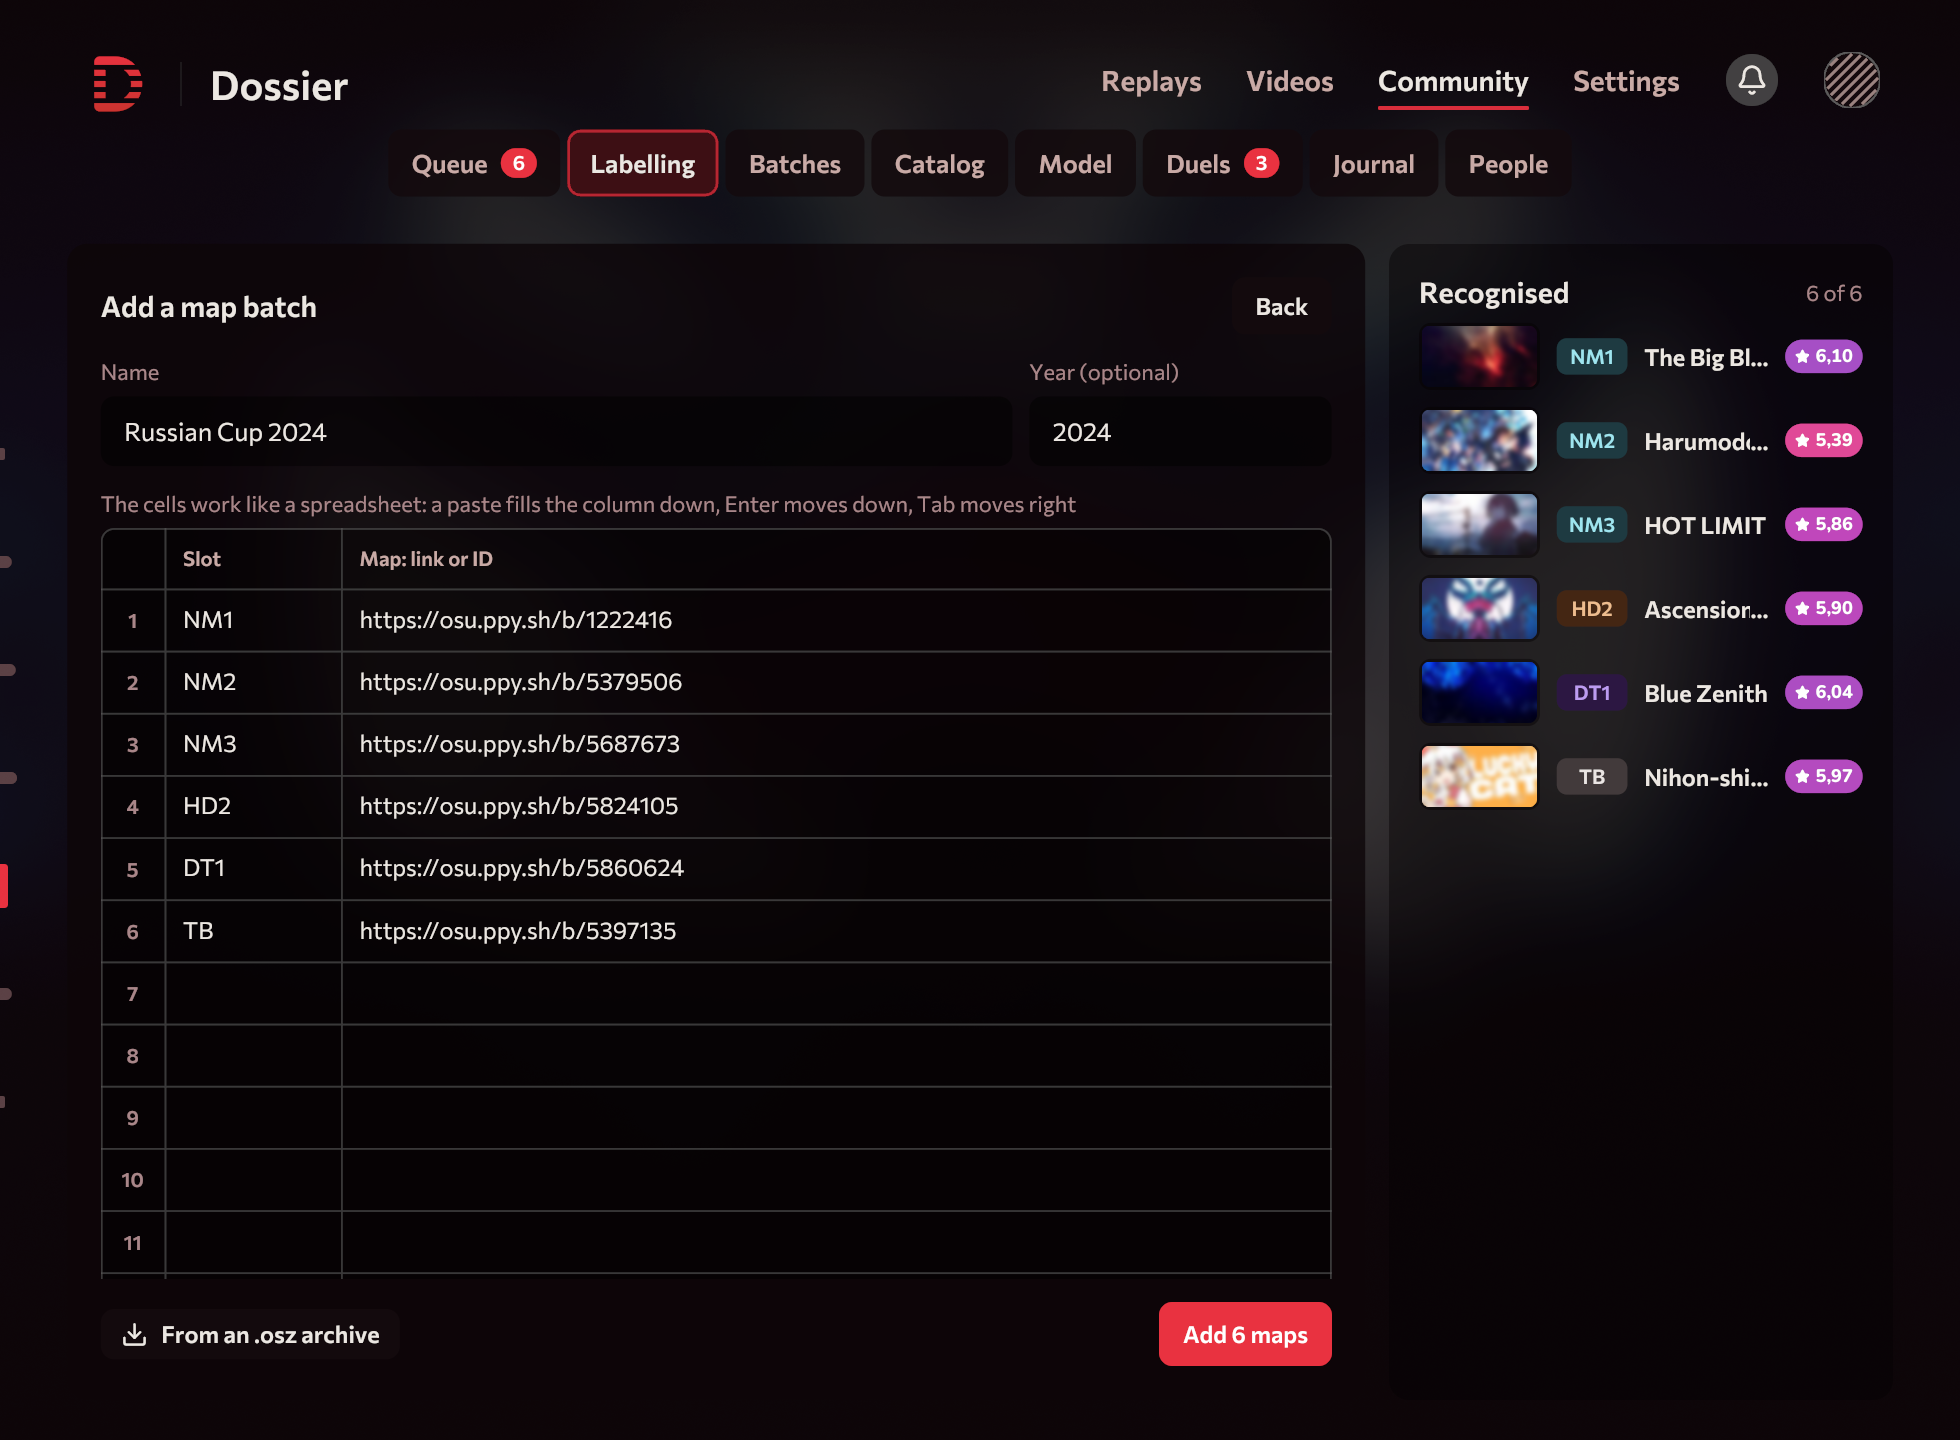 Dossier
Replays
Videos
Community
Settings
Queue 6
Labelling
Batches
Catalog
Model
Duels 3
Journal
People
Add a map batch
Back
Name
Year (optional)
Russian Cup 2024
2024
The cells work like a spreadsheet: a paste fills the column down, Enter moves down, Tab moves right
Slot
Map: link or ID
1 NM1 https://osu.ppy.sh/b/1222416
2 NM2 https://osu.ppy.sh/b/5379506
3 NM3 https://osu.ppy.sh/b/5687673
4 HD2 https://osu.ppy.sh/b/5824105
5 DT1 https://osu.ppy.sh/b/5860624
6 TB https://osu.ppy.sh/b/5397135
7
8
9
10
11
From an .osz archive
Add 6 maps
Recognised
6 of 6
NM1 The Big Bl... 6,10
NM2 Harumod... 5,39
NM3 HOT LIMIT 5,86
HD2 Ascension... 5,90
DT1 Blue Zenith 6,04
TB Nihon-shi... 5,97